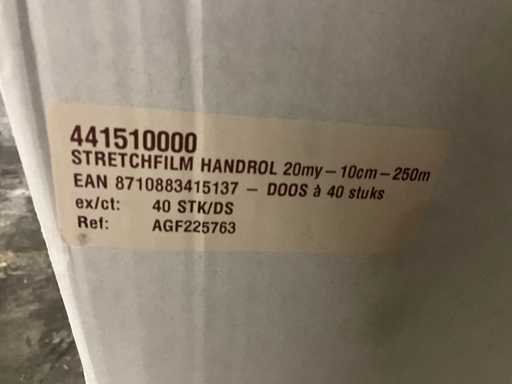 441510000
STRETCHFILM HANDROL 20my – 10cm – 250m
EAN 8710883415137 – DOOS à 40 stuks
ex/ct: 40 STK/DS
Ref: AGF225763